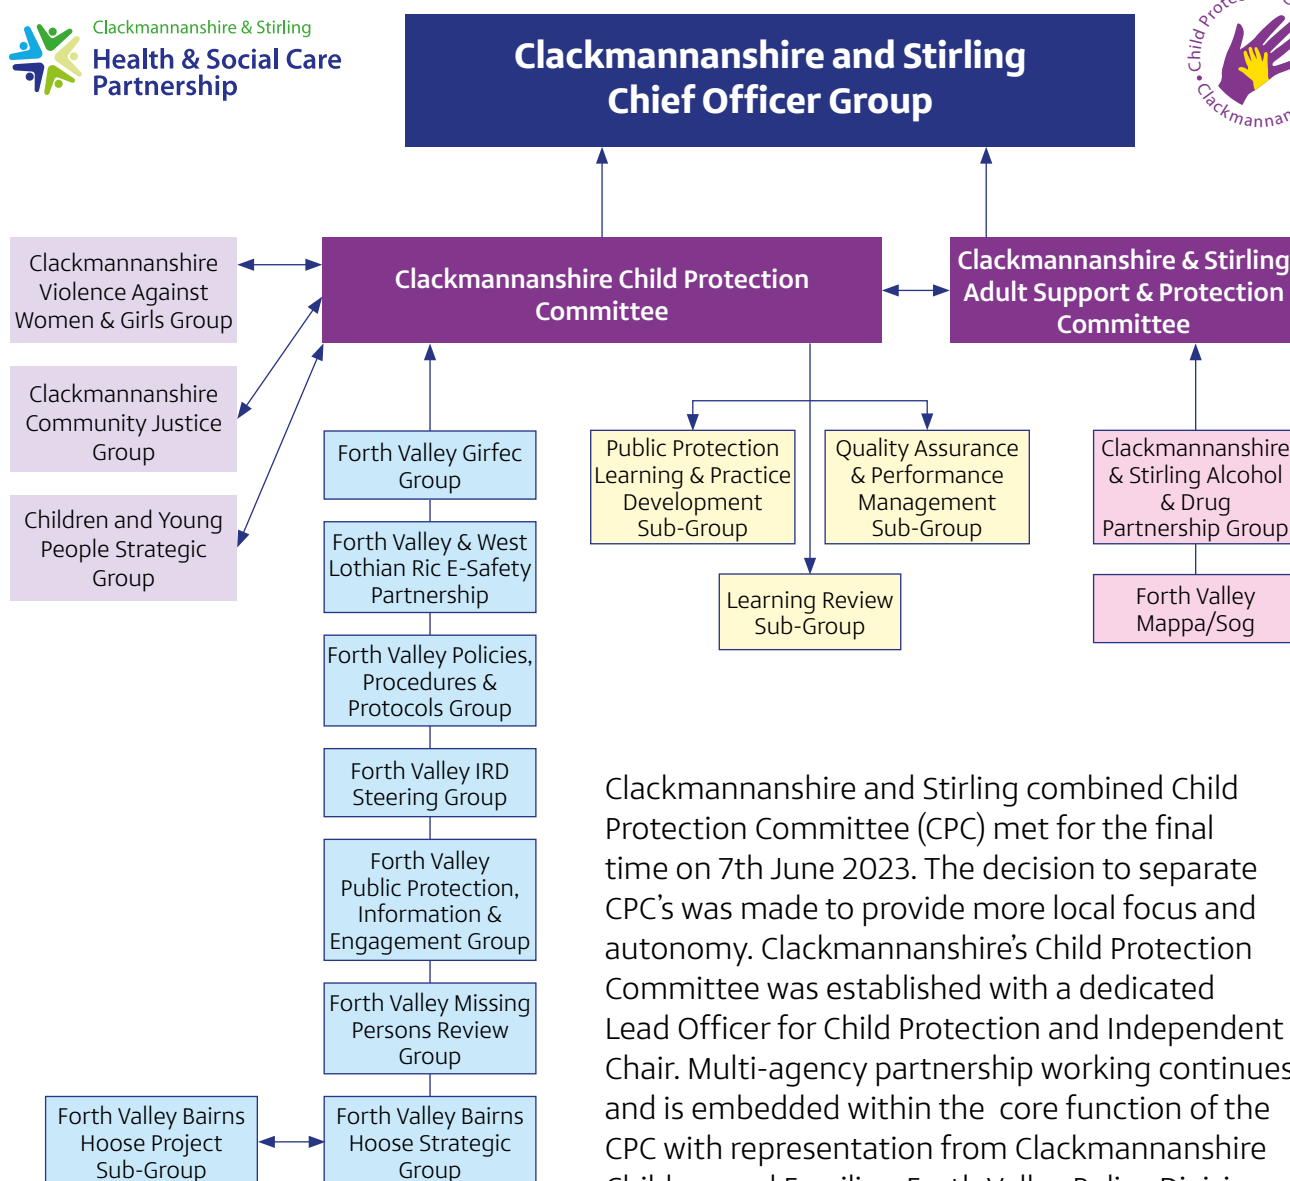 Clackmannanshire & Stirling
Health & Social Care
Partnership
Clackmannanshire and Stirling
Chief Officer Group
Child
Clackmannanshire
Violence Against
Women & Girls Group
Clackmannanshire
Community Justice
Group
Children and Young
People Strategic
Group
Clackmannanshire Child Protection
Committee
Clackmannanshire & Stirling
Adult Support & Protection
Committee
Forth Valley Girfec
Group
Forth Valley & West
Lothian Ric E-Safety
Partnership
Forth Valley Policies,
Procedures &
Protocols Group
Forth Valley IRD
Steering Group
Forth Valley
Public Protection,
Information &
Engagement Group
Forth Valley Missing
Persons Review
Group
Forth Valley Bairns
Hoose Strategic
Group
Forth Valley Bairns
Hoose Project
Sub-Group
Public Protection
Learning & Practice
Development
Sub-Group
Quality Assurance
& Performance
Management
Sub-Group
Learning Review
Sub-Group
Clackmannanshire
& Stirling Alcohol
& Drug
Partnership Group
Forth Valley
Mappa/Sog
Clackmannanshire and Stirling combined Child
Protection Committee (CPC) met for the final
time on 7th June 2023. The decision to separate
CPC’s was made to provide more local focus and
autonomy. Clackmannanshire’s Child Protection
Committee was established with a dedicated
Lead Officer for Child Protection and Independent
Chair. Multi-agency partnership working continues
and is embedded within the core function of the
CPC with representation from Clackmannanshire